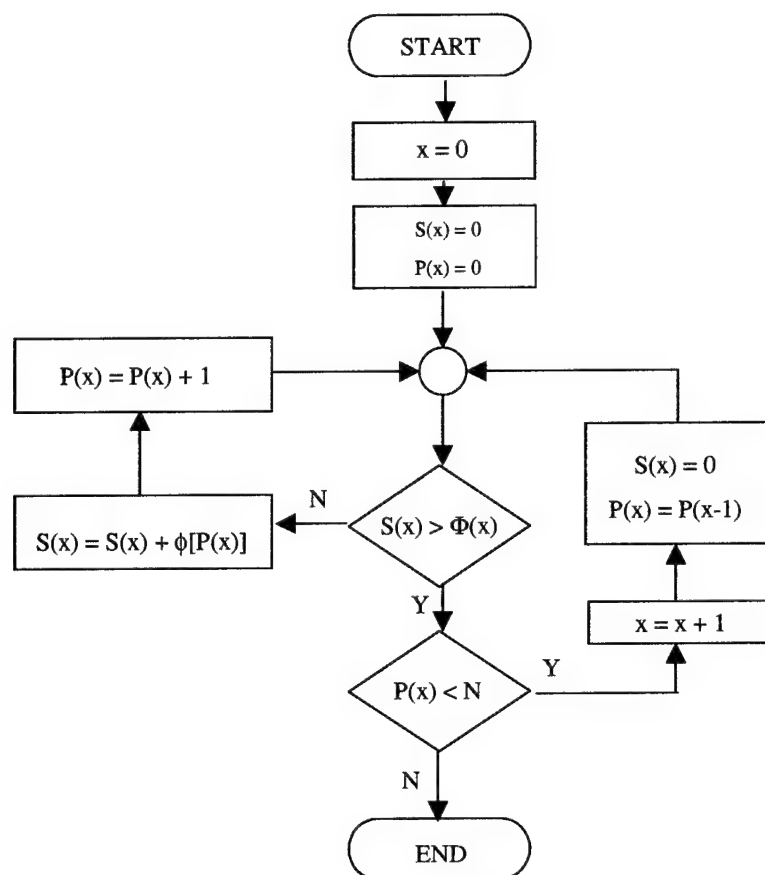 START
x = 0
S(x) = 0
P(x) = 0
P(x) = P(x) + 1
S(x) = 0
P(x) = P(x-1)
N
S(x) > Φ(x)
S(x) = S(x) + ϕ[P(x)]
Y
x = x + 1
P(x) < N
Y
N
END